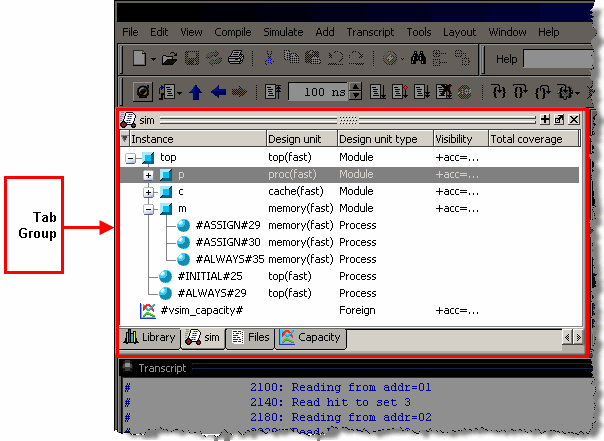 File Edit View Compile Simulate Add Transcript Tools Layout Window Help
Help
100 ns
sim
Instance Design unit Design unit type Visibility Total coverage
top top(fast) Module +acc=...
p proc(fast) Module +acc=...
c cache(fast) Module +acc=...
m memory(fast) Module +acc=...
#ASSIGN#29 memory(fast) Process
Tab
Group
#ASSIGN#30 memory(fast) Process
#ALWAYS#35 memory(fast) Process
#INITIAL#25 top(fast) Process
#ALWAYS#29 top(fast) Process
#vsim_capacity# Foreign +acc=...
Library sim Files Capacity
Transcript
# 2100: Reading from addr=01
# 2140: Read hit to set 3
# 2180: Reading from addr=02